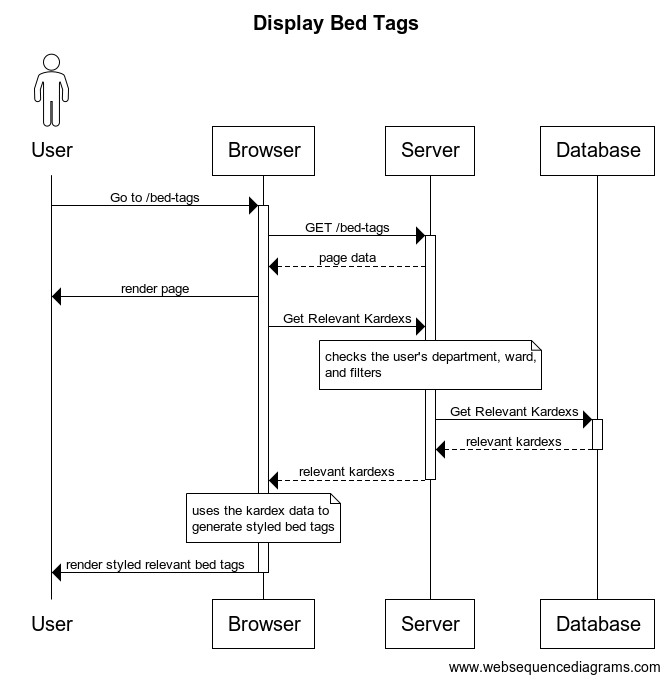 Display Bed Tags
User
Browser
Server
Database
Go to /bed-tags
GET /bed-tags
page data
render page
Get Relevant Kardexs
checks the user's department, ward,
and filters
Get Relevant Kardexs
relevant kardexs
relevant kardexs
uses the kardex data to
generate styled bed tags
render styled relevant bed tags
User
Browser
Server
Database
www.websequencediagrams.com